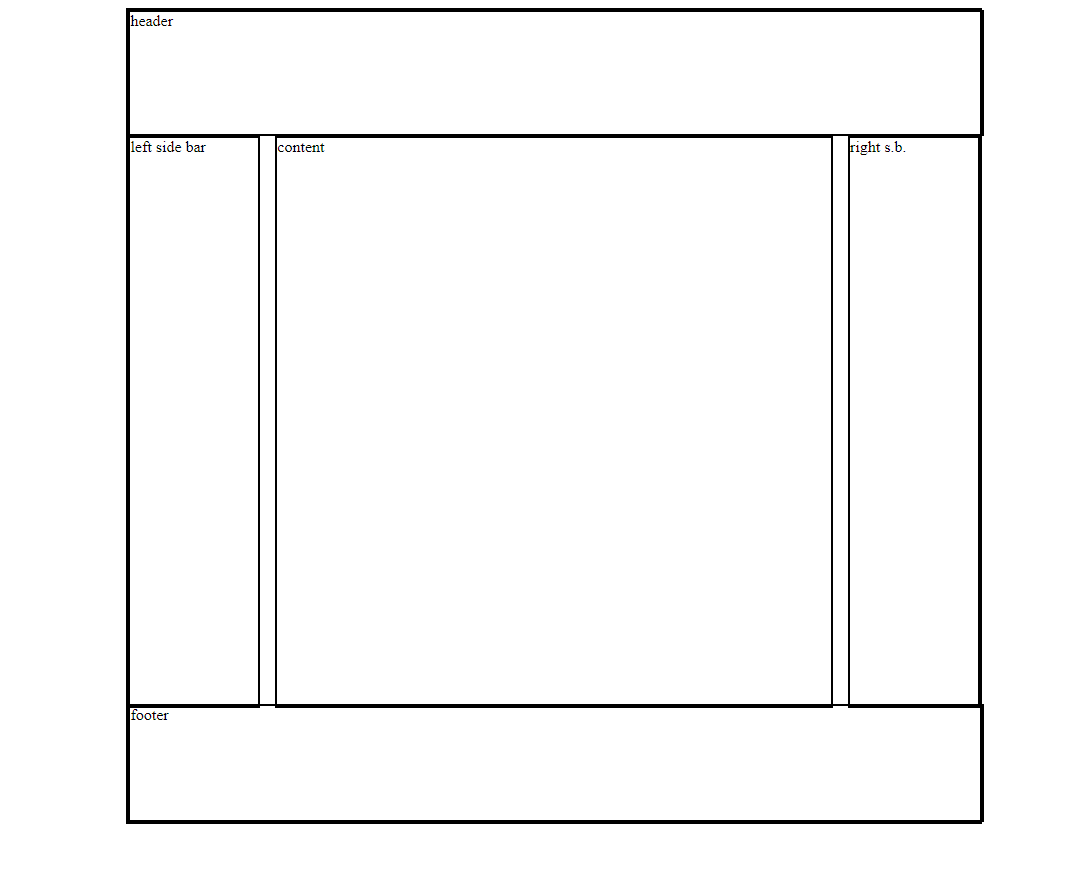 header
left side bar
content
right s.b.
footer